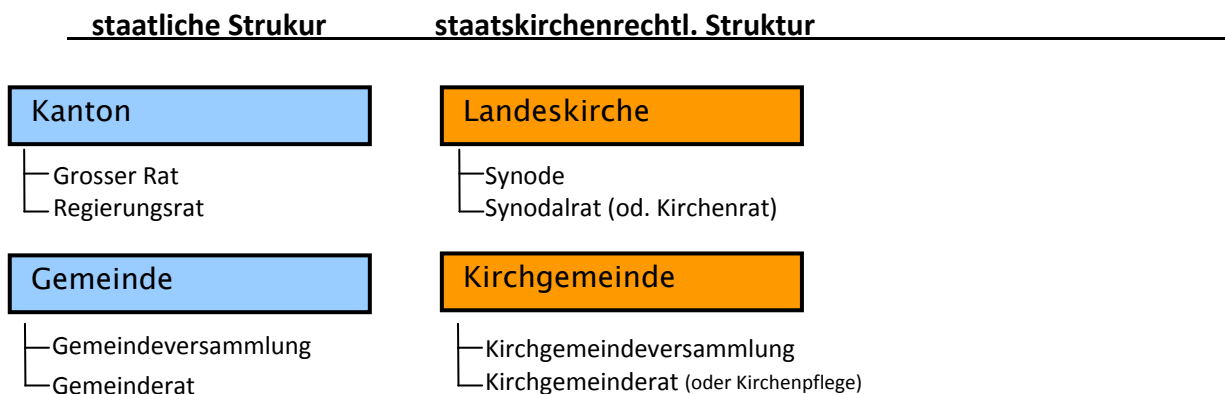 staatliche Strukur
staatskirchenrechtl. Struktur
Kanton
Grosser Rat
Regierungsrat
Landeskirche
Synode
Synodalrat (od. Kirchenrat)
Gemeinde
Gemeindeversammlung
Gemeinderat
Kirchgemeinde
Kirchgemeindeversammlung
Kirchgemeinderat (oder Kirchenpflege)